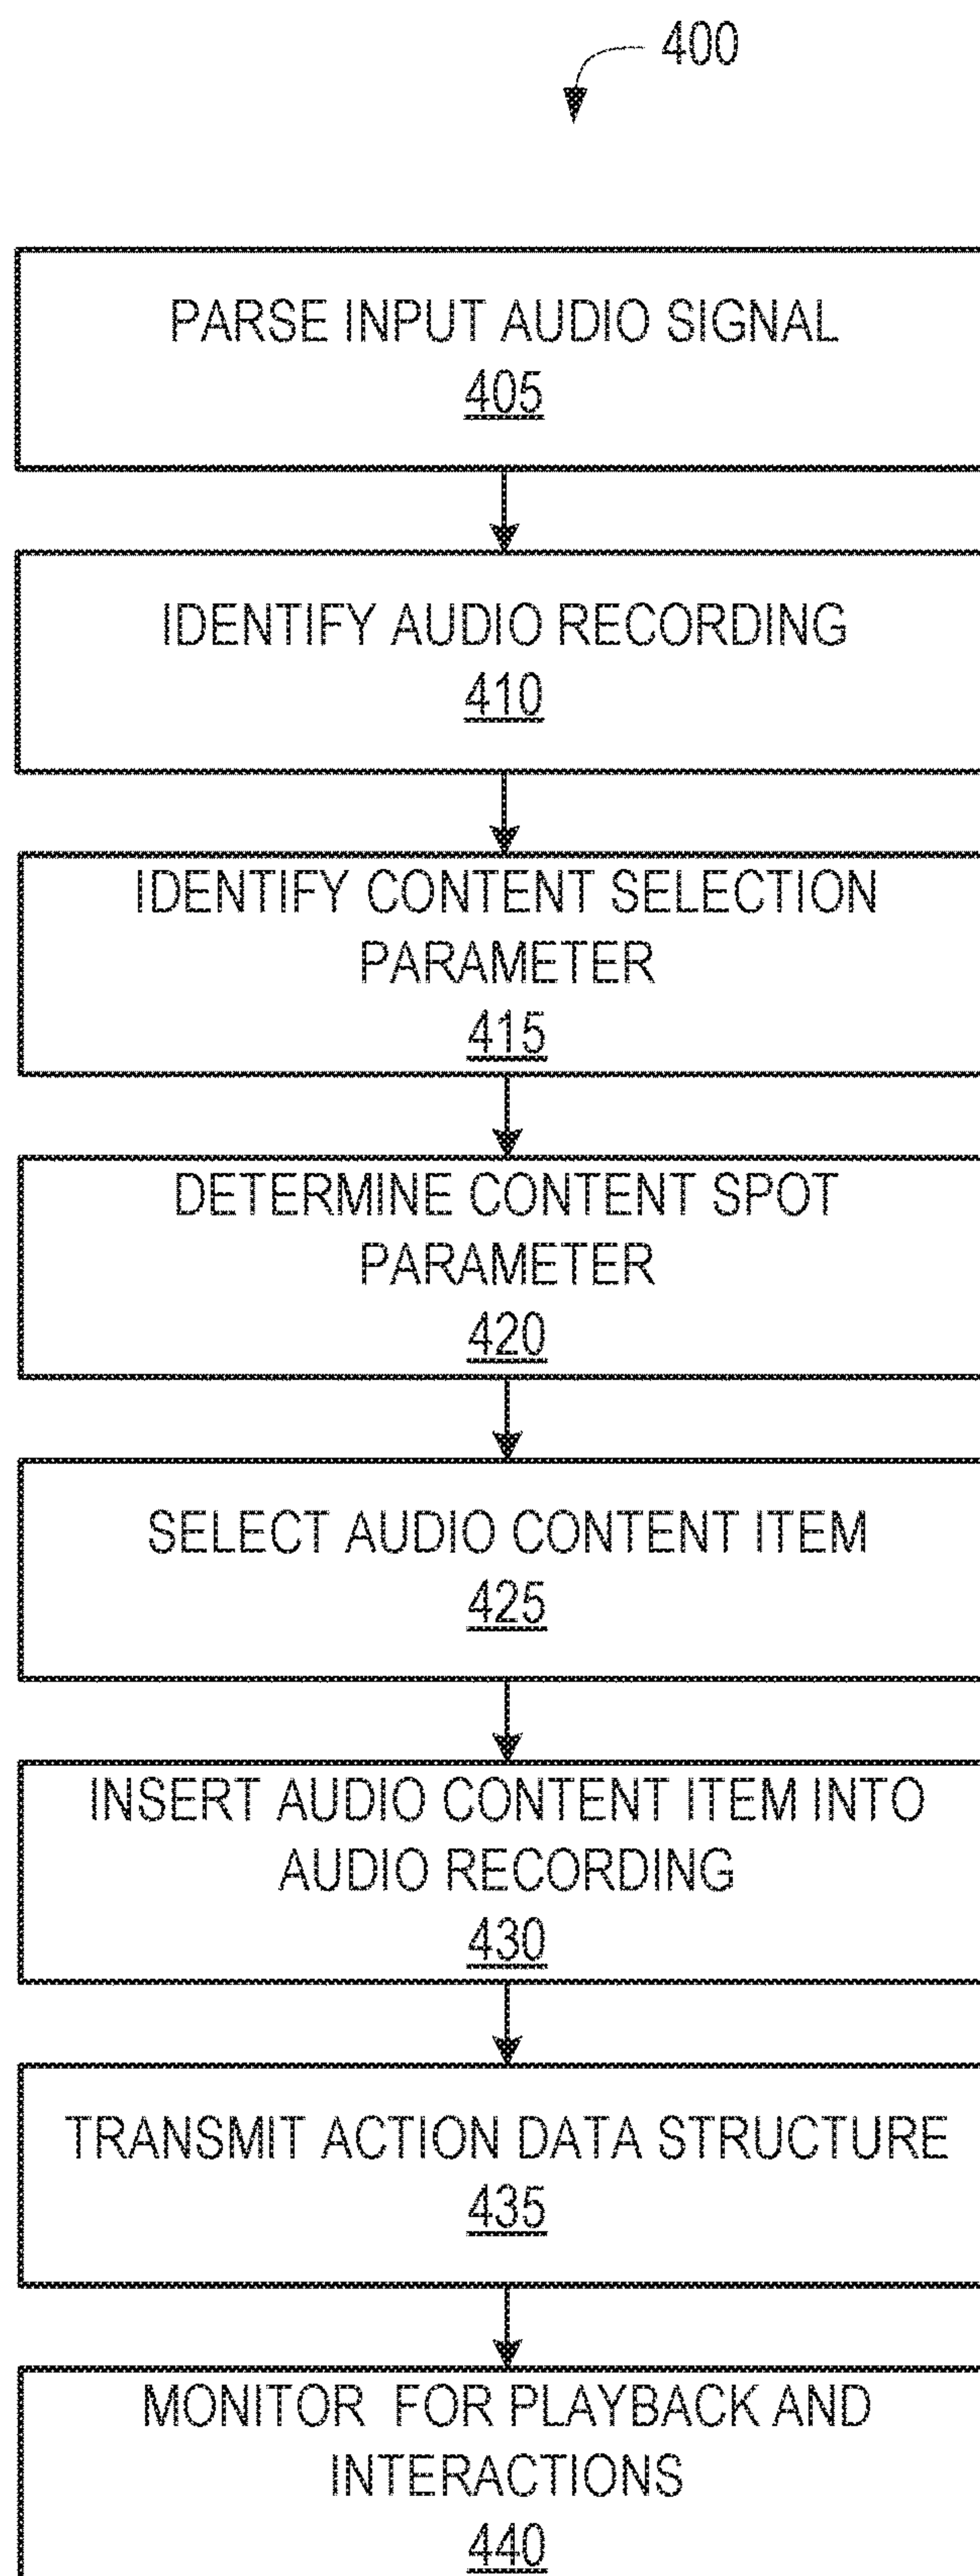 400
PARSE INPUT AUDIO SIGNAL
405
IDENTIFY AUDIO RECORDING
410
IDENTIFY CONTENT SELECTION
PARAMETER
415
DETERMINE CONTENT SPOT
PARAMETER
420
SELECT AUDIO CONTENT ITEM
425
INSERT AUDIO CONTENT ITEM INTO
AUDIO RECORDING
430
TRANSMIT ACTION DATA STRUCTURE
435
MONITOR FOR PLAYBACK AND
INTERACTIONS
440